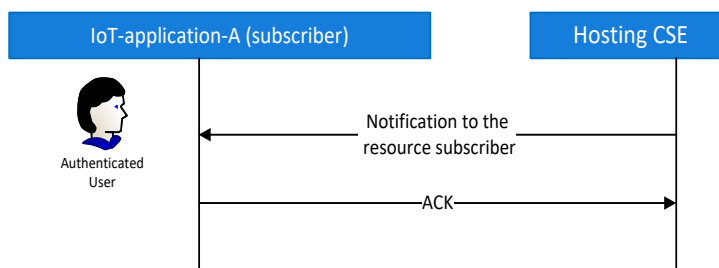 IoT-application-A (subscriber)
Hosting CSE
Notification to the
resource subscriber
Authenticated
User
ACK